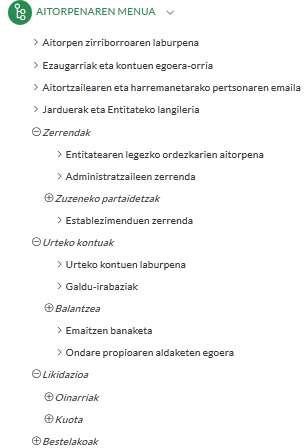 AITORPENAREN MENUA
Aitorpen zirriborroaren laburpena
Ezaugarriak eta kontuen egoera-orria
Aitortzailearen eta harremanetarako pertsonaren emaila
Jarduerak eta Entitateko langileria
Zerrendak
Entitatearen legezko ordezkarien aitorpena
Administratzaileen zerrenda
Zuzeneko partaidetzak
Establezimenduen zerrenda
Urteko kontuak
Urteko kontuen laburpena
Galdu-irabaziak
Balantzea
Emaitzen banaketa
Ondare propioaren aldaketen egoera
Likidazioa
Oinarriak
Kuota
Bestelakoak